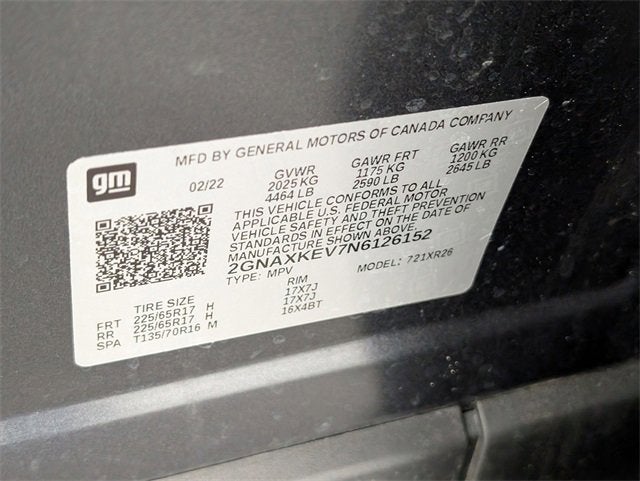 gm
MFD BY GENERAL MOTORS OF CANADA COMPANY
02/22 GVWR GAWR FRT GAWR RR
2025 KG 1175 KG 1200 KG
4464 LB 2590 LB 2645 LB
THIS VEHICLE CONFORMS TO ALL
APPLICABLE U.S. FEDERAL MOTOR
VEHICLE SAFETY AND THEFT PREVENTION
STANDARDS IN EFFECT ON THE DATE OF
MANUFACTURE SHOWN ABOVE.
2GNAXKEV7N6126152
TYPE: MPV MODEL: 721XR26
TIRE SIZE RIM
FRT 225/65R17 H 17X7J
RR 225/65R17 H 17X7J
SPA T135/70R16 M 16X4BT